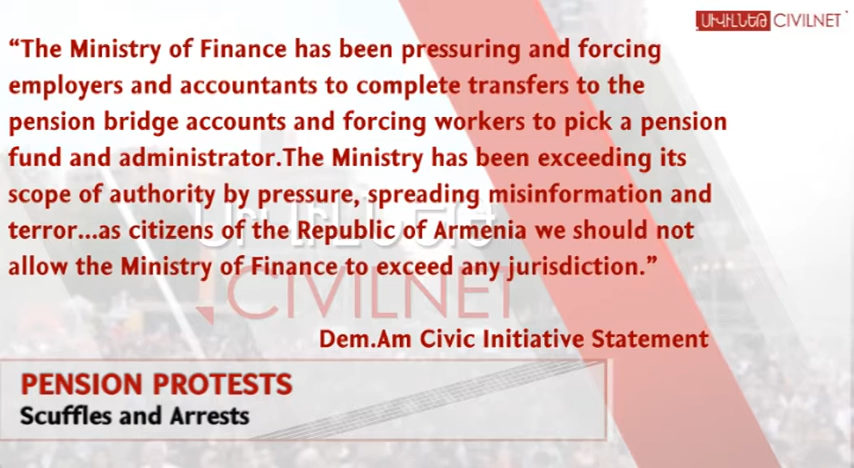 ՍԻՎԻԼՆԵԹ CIVILNET
“The Ministry of Finance has been pressuring and forcing
employers and accountants to complete transfers to the
pension bridge accounts and forcing workers to pick a pension
fund and administrator.The Ministry has been exceeding its
scope of authority by pressure, spreading misinformation and
terror...as citizens of the Republic of Armenia we should not
allow the Ministry of Finance to exceed any jurisdiction.”
ՍԻՎԻԼՆԵԹ
CIVILNET
Dem.Am Civic Initiative Statement
PENSION PROTESTS
Scuffles and Arrests